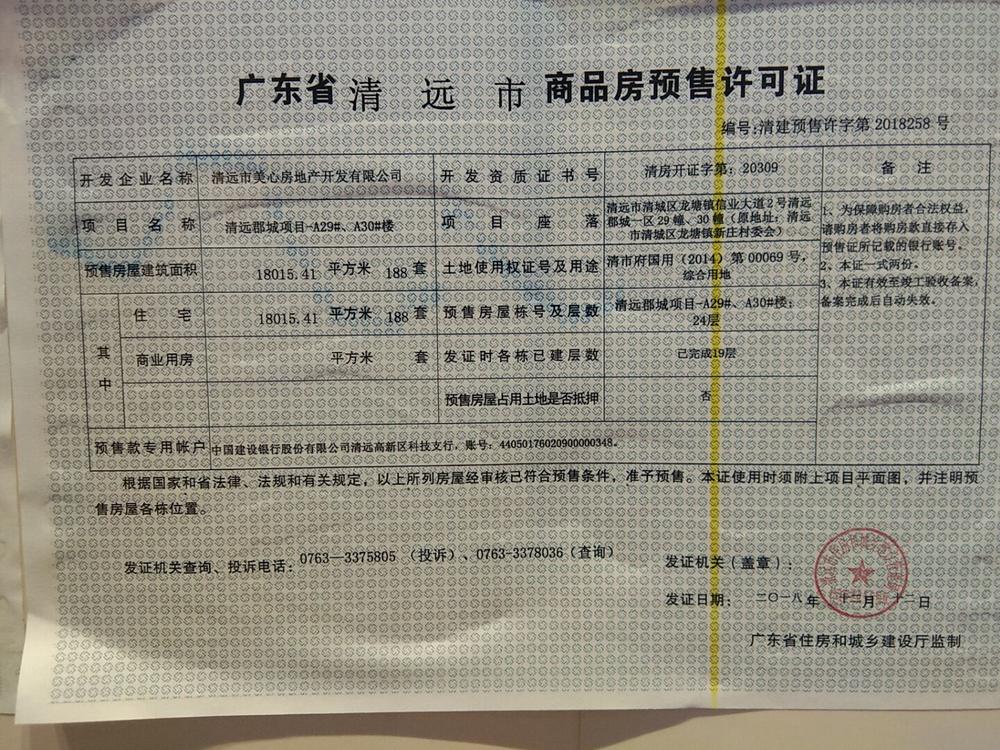 广东省清远市商品房预售许可证
编号:清建预售许字第 2018258 号
开发企业名称 清远市美心房地产开发有限公司 开发资质证书号 清房开证字第：20309 备注
项目名称 清远郡城项目-A29#、A30#楼 项目座落
清远市清城区龙塘镇信业大道2号清远
郡城一区29幢、30幢（原地址：清远
市清城区龙塘镇新庄村委会）
1、为保障购房者合法权益，
请购房者将购房款直接存入
预售证所记载的银行账号。
2、本证一式两份。
3、本证有效至竣工验收备案，
备案完成后自动失效。
预售房屋建筑面积 18015.41 平方米 188 套 土地使用权证号及用途
清市府国用（2014）第 00069 号，
综合用地
其中
住宅 18015.41 平方米 188 套 预售房屋栋号及层数
清远郡城项目-A29#、A30#楼；
24层
商业用房 平方米 套 发证时各栋已建层数 已完成19层
预售房屋占用土地是否抵押 否
预售款专用帐户 中国建设银行股份有限公司清远高新区科技支行，账号：44050176020900000348。
根据国家和省法律、法规和有关规定，以上所列房屋经审核已符合预售条件，准予预售。本证使用时须附上项目平面图，并注明预
售房屋各栋位置。
发证机关查询、投诉电话：0763—3375805 （投诉）、0763-3378036（查询）
发证机关（盖章）：
发证日期： 二〇一八年 十二月 十二日
广东省住房和城乡建设厅监制